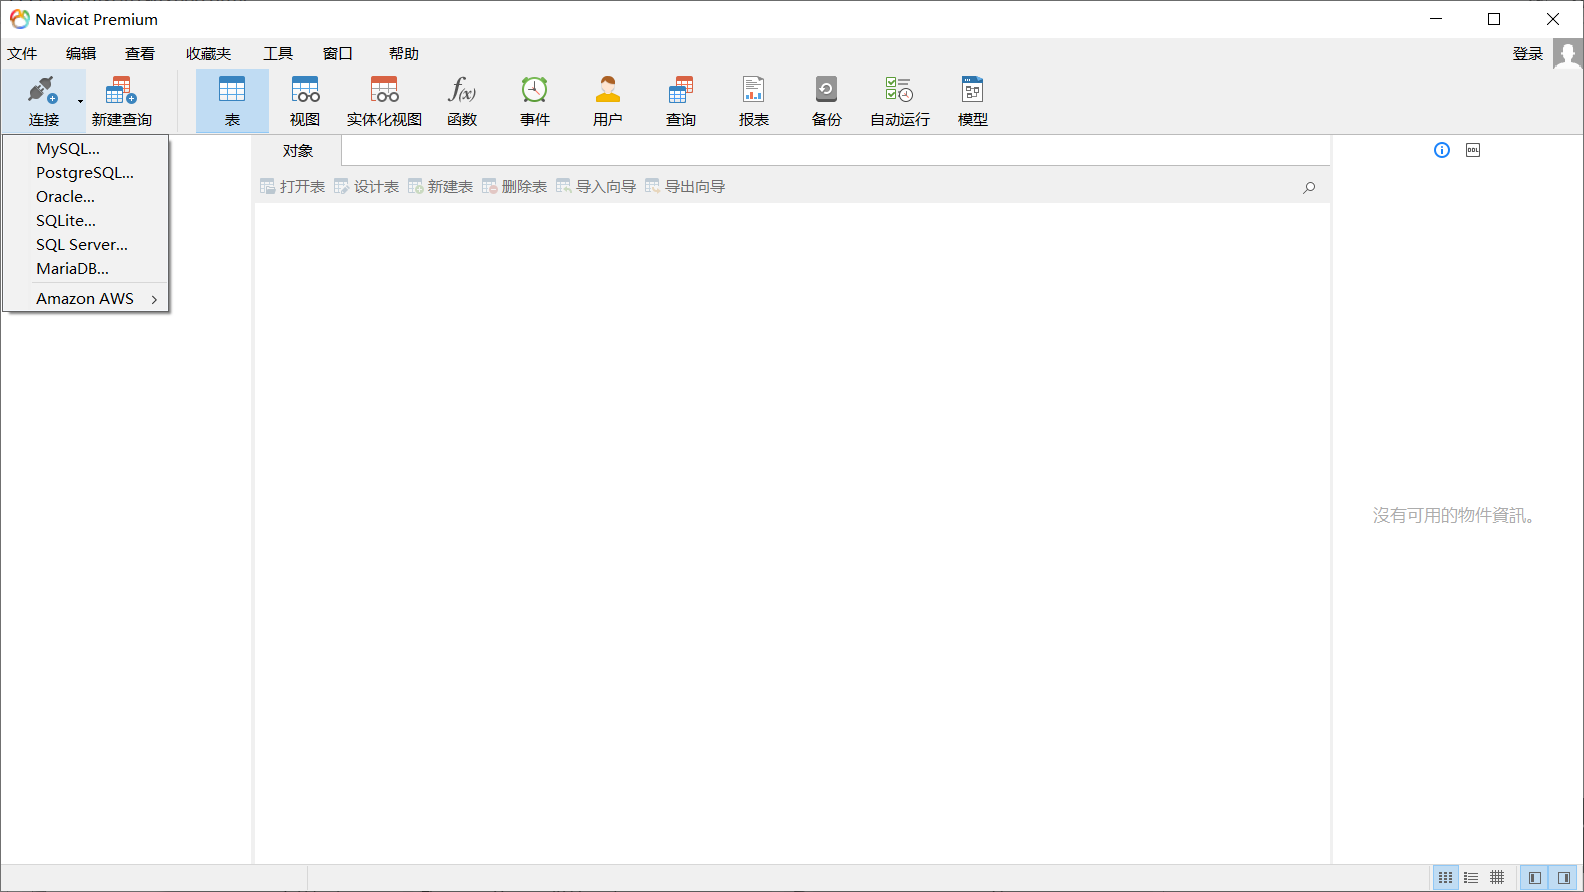 Navicat Premium
文件 编辑 查看 收藏夹 工具 窗口 帮助 登录
连接 新建查询 表 视图 实体化视图 函数 事件 用户 查询 报表 备份 自动运行 模型
f(x)
MySQL...
PostgreSQL...
Oracle...
SQLite...
SQL Server...
MariaDB...
Amazon AWS
对象
DDL
打开表 设计表 新建表 删除表 导入向导 导出向导
沒有可用的物件資訊。